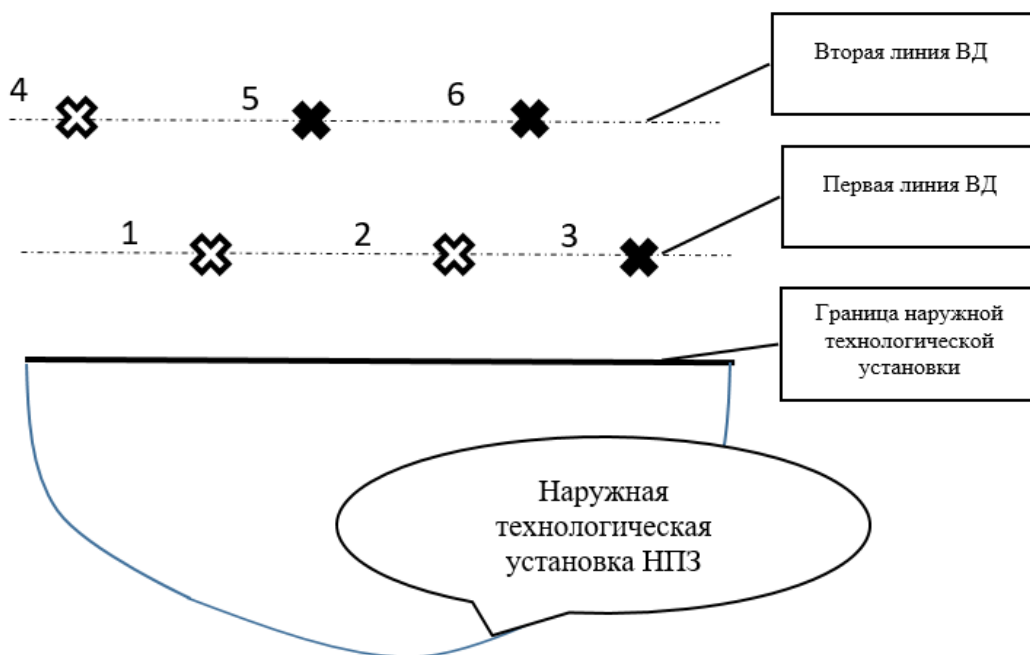 Вторая линия ВД
4
5
6
Первая линия ВД
1
2
3
Граница наружной
технологической
установки
Наружная
технологическая
установка НПЗ